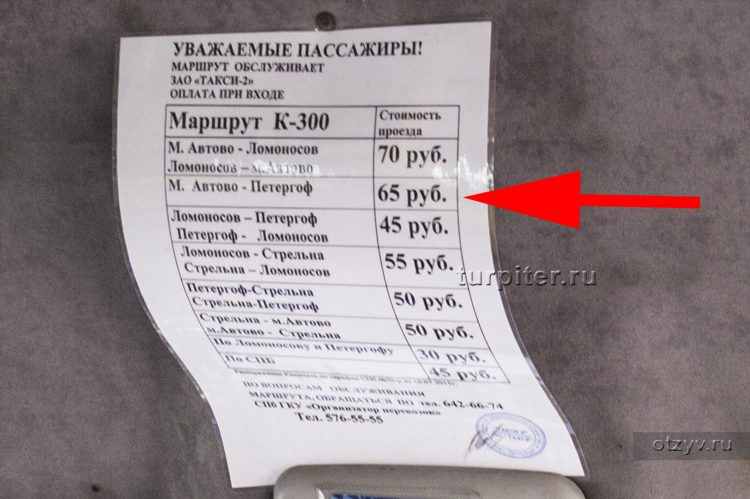 УВАЖАЕМЫЕ ПАССАЖИРЫ!
МАРШРУТ ОБСЛУЖИВАЕТ
ЗАО «ТАКСИ-2»
ОПЛАТА ПРИ ВХОДЕ
Маршрут К-300 Стоимость проезда
М. Автово - Ломоносов
Ломоносов – м.Автово 70 руб.
М. Автово - Петергоф 65 руб.
Ломоносов – Петергоф
Петергоф - Ломоносов 45 руб.
Ломоносов - Стрельна
Стрельна – Ломоносов 55 руб.
Петергоф-Стрельна
Стрельна-Петергоф 50 руб.
Стрельна - м.Автово
м.Автово - Стрельна 50 руб.
По Ломоносову и Петергофу 30 руб.
По СПБ 45 руб.
ПО ВОПРОСАМ ОБСЛУЖИВАНИЯ
МАРШРУТА, ОБРАЩАТЬСЯ ПО тел. 642-66-74
СПб ГКУ «Организатор перевозок»
Тел. 576-55-55
turpiter.ru
otzyv.ru